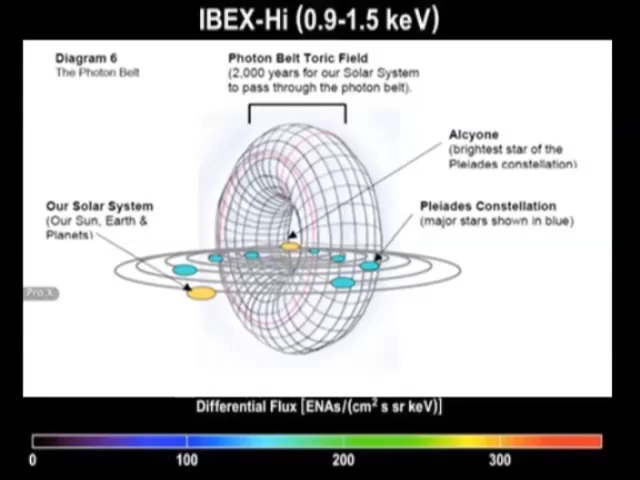 IBEX-Hi (0.9-1.5 keV)
Diagram 6
The Photon Belt
Photon Belt Toric Field
(2,000 years for our Solar System
to pass through the photon belt).
Alcyone
(brightest star of the
Pleiades constellation)
Our Solar System
(Our Sun, Earth &
Planets)
Pleiades Constellation
(major stars shown in blue)
Pro X
Differential Flux [ENAs/(cm² s sr keV)]
0 100 200 300